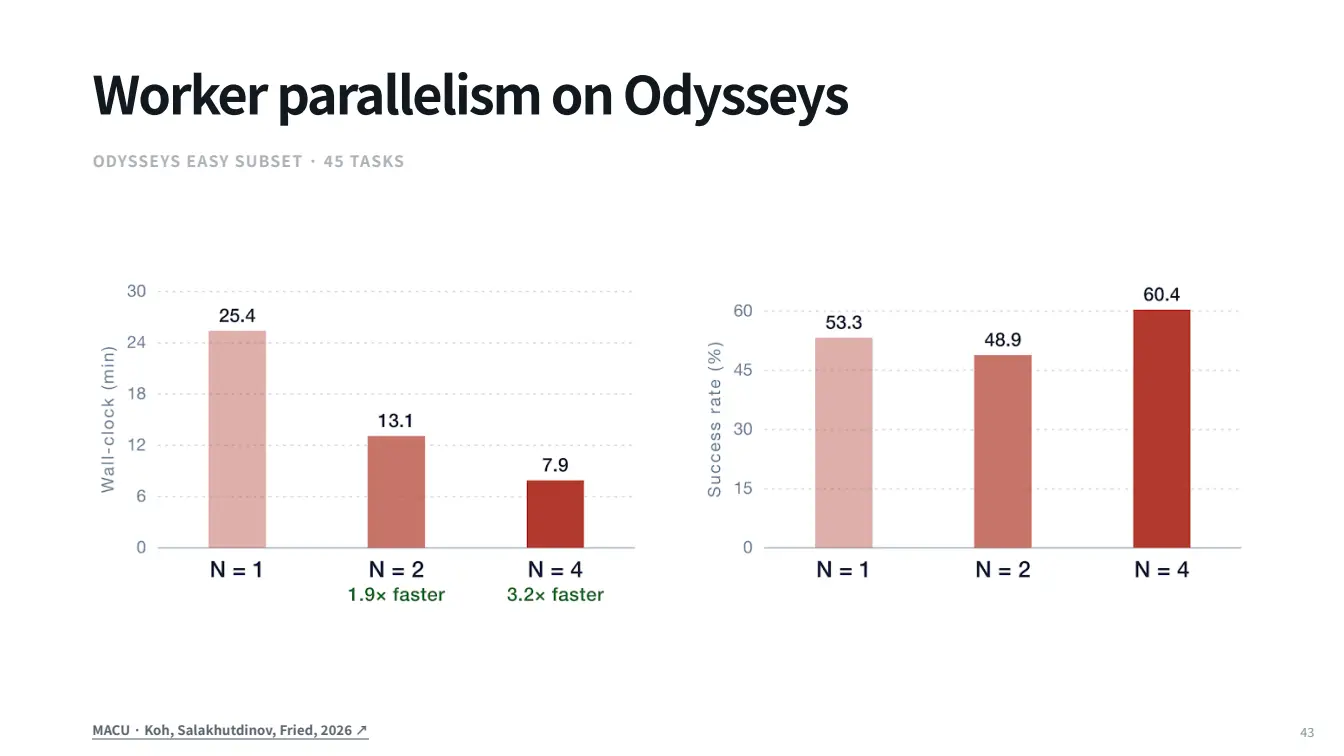 Worker parallelism on Odysseys
ODYSSEYS EASY SUBSET · 45 TASKS
Wall-clock (min)
30
24
18
12
6
0
25.4
13.1
7.9
N = 1
N = 2
N = 4
1.9× faster
3.2× faster
Success rate (%)
60
45
30
15
0
53.3
48.9
60.4
N = 1
N = 2
N = 4
MACU · Koh, Salakhutdinov, Fried, 2026 ↗
43